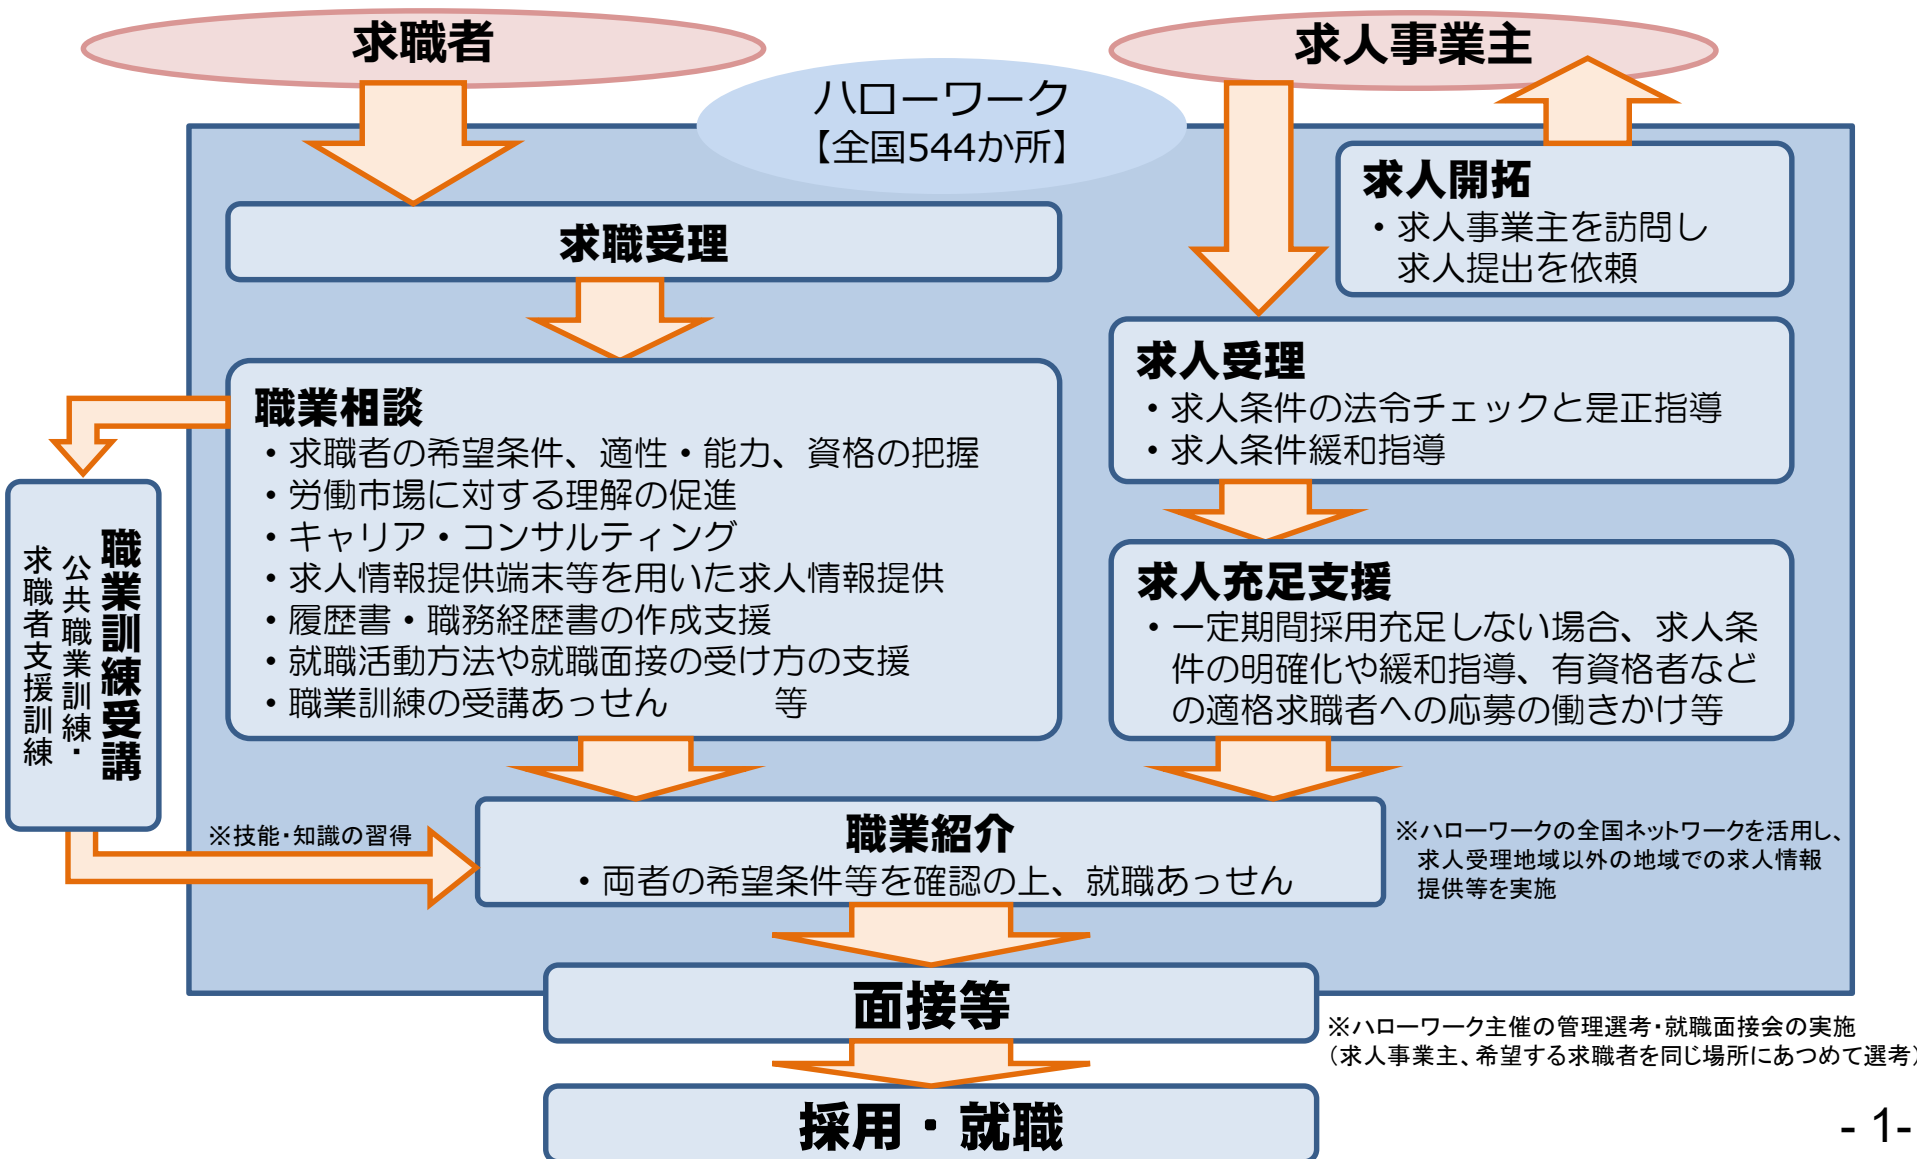 求職者
求人事業主
ハローワーク
【全国544か所】
求人開拓
・求人事業主を訪問し
求人提出を依頼
求職受理
求人受理
・求人条件の法令チェックと是正指導
・求人条件緩和指導
職業相談
・求職者の希望条件、適性・能力、資格の把握
・労働市場に対する理解の促進
・キャリア・コンサルティング
・求人情報提供端末等を用いた求人情報提供
・履歴書・職務経歴書の作成支援
・就職活動方法や就職面接の受け方の支援
・職業訓練の受講あっせん 等
職業訓練受講
公共職業訓練・
求職者支援訓練
求人充足支援
・一定期間採用充足しない場合、求人条
件の明確化や緩和指導、有資格者など
の適格求職者への応募の働きかけ等
※技能・知識の習得
職業紹介
・両者の希望条件等を確認の上、就職あっせん
※ハローワークの全国ネットワークを活用し、
求人受理地域以外の地域での求人情報
提供等を実施
面接等
※ハローワーク主催の管理選考・就職面接会の実施
（求人事業主、希望する求職者を同じ場所にあつめて選考）
採用・就職
- 1-